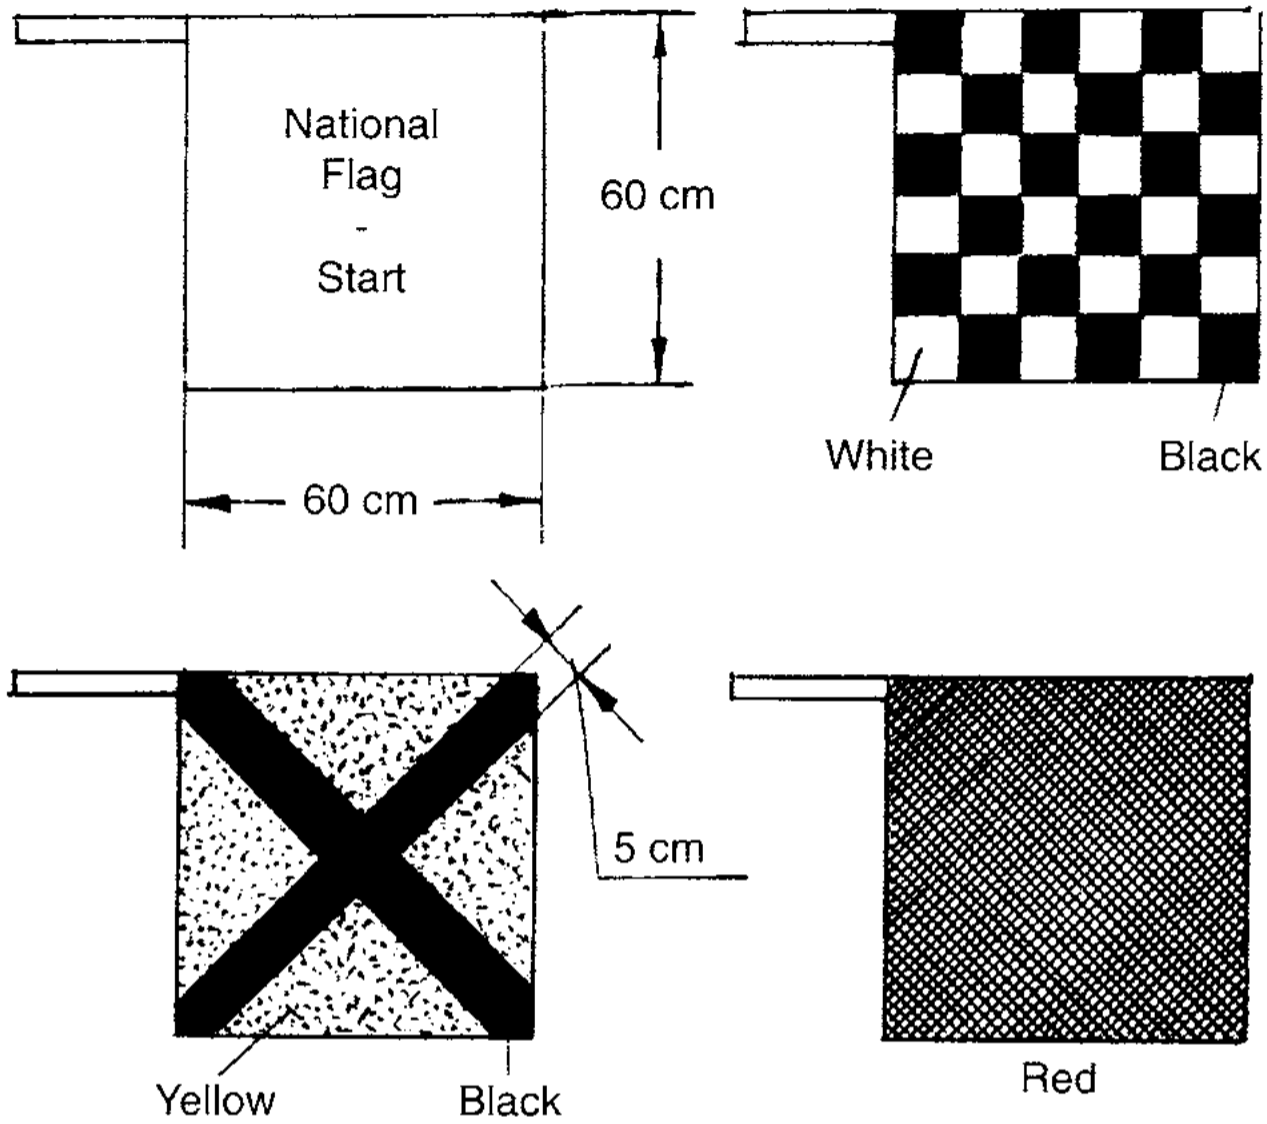 National
Flag
-
Start
60 cm
60 cm
White
Black
5 cm
Yellow
Black
Red